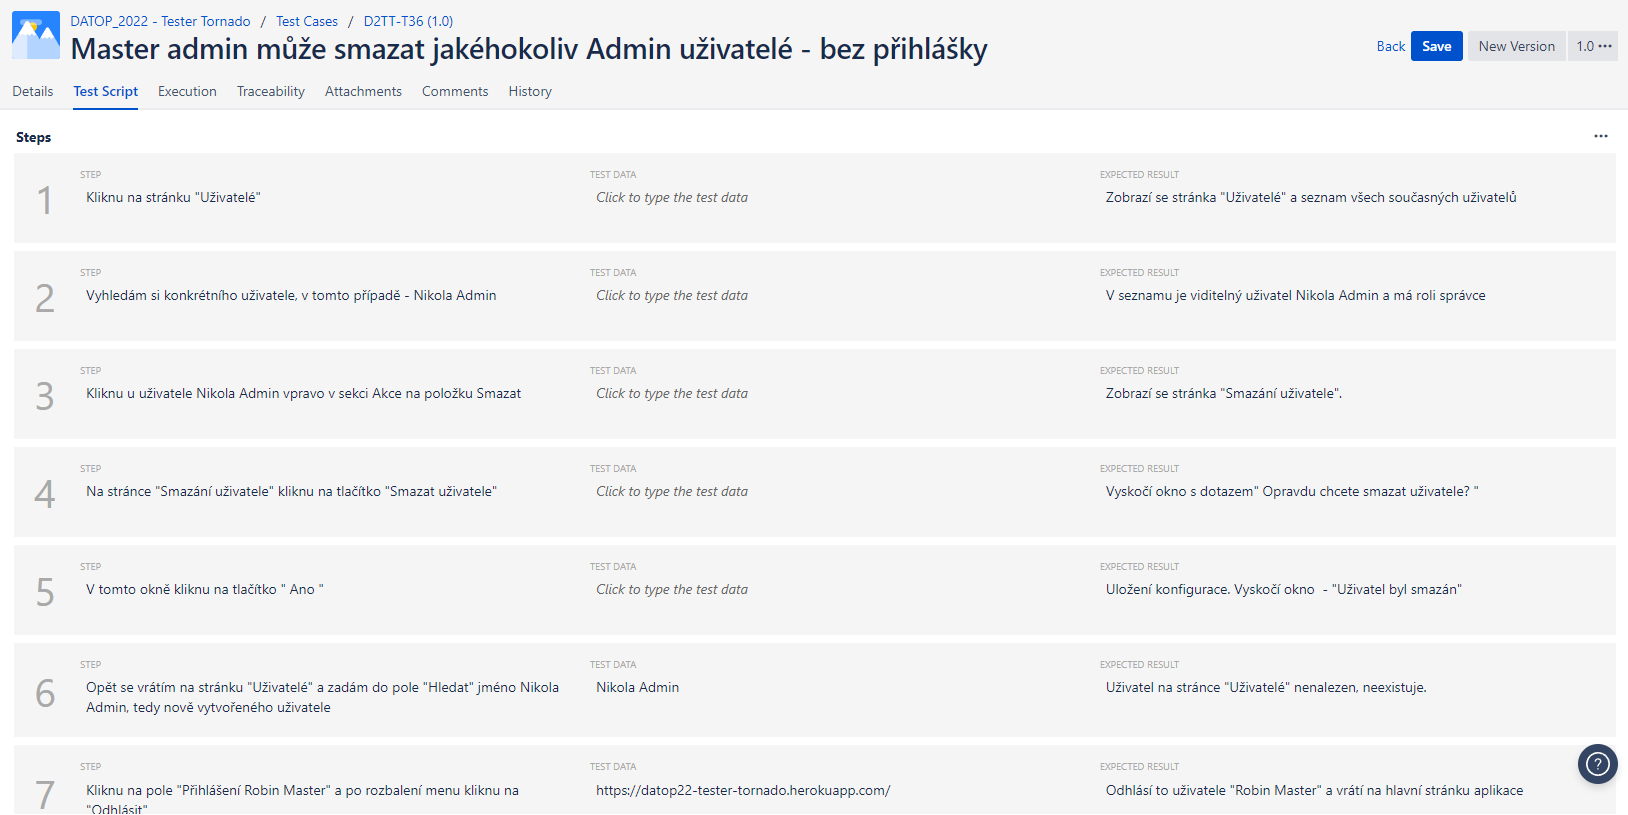 DATOP_2022 - Tester Tornado / Test Cases / D2TT-T36 (1.0)
Master admin může smazat jakéhokoliv Admin uživatelé - bez přihlášky
Back Save New Version 1.0 •••
Details Test Script Execution Traceability Attachments Comments History
Steps •••
STEP TEST DATA EXPECTED RESULT
1 Kliknu na stránku "Uživatelé" Click to type the test data Zobrazí se stránka "Uživatelé" a seznam všech současných uživatelů
STEP TEST DATA EXPECTED RESULT
2 Vyhledám si konkrétního uživatele, v tomto případě - Nikola Admin Click to type the test data V seznamu je viditelný uživatel Nikola Admin a má roli správce
STEP TEST DATA EXPECTED RESULT
3 Kliknu u uživatele Nikola Admin vpravo v sekci Akce na položku Smazat Click to type the test data Zobrazí se stránka "Smazání uživatele".
STEP TEST DATA EXPECTED RESULT
4 Na stránce "Smazání uživatele" kliknu na tlačítko "Smazat uživatele" Click to type the test data Vyskočí okno s dotazem" Opravdu chcete smazat uživatele? "
STEP TEST DATA EXPECTED RESULT
5 V tomto okně kliknu na tlačítko " Ano " Click to type the test data Uložení konfigurace. Vyskočí okno  - "Uživatel byl smazán"
STEP TEST DATA EXPECTED RESULT
6 Opět se vrátím na stránku "Uživatelé" a zadám do pole "Hledat" jméno Nikola Nikola Admin Uživatel na stránce "Uživatelé" nenalezen, neexistuje.
Admin, tedy nově vytvořeného uživatele
STEP TEST DATA EXPECTED RESULT
7 Kliknu na pole "Přihlášení Robin Master" a po rozbalení menu kliknu na https://datop22-tester-tornado.herokuapp.com/ Odhlásí to uživatele "Robin Master" a vrátí na hlavní stránku aplikace
"Odhlásit"
?